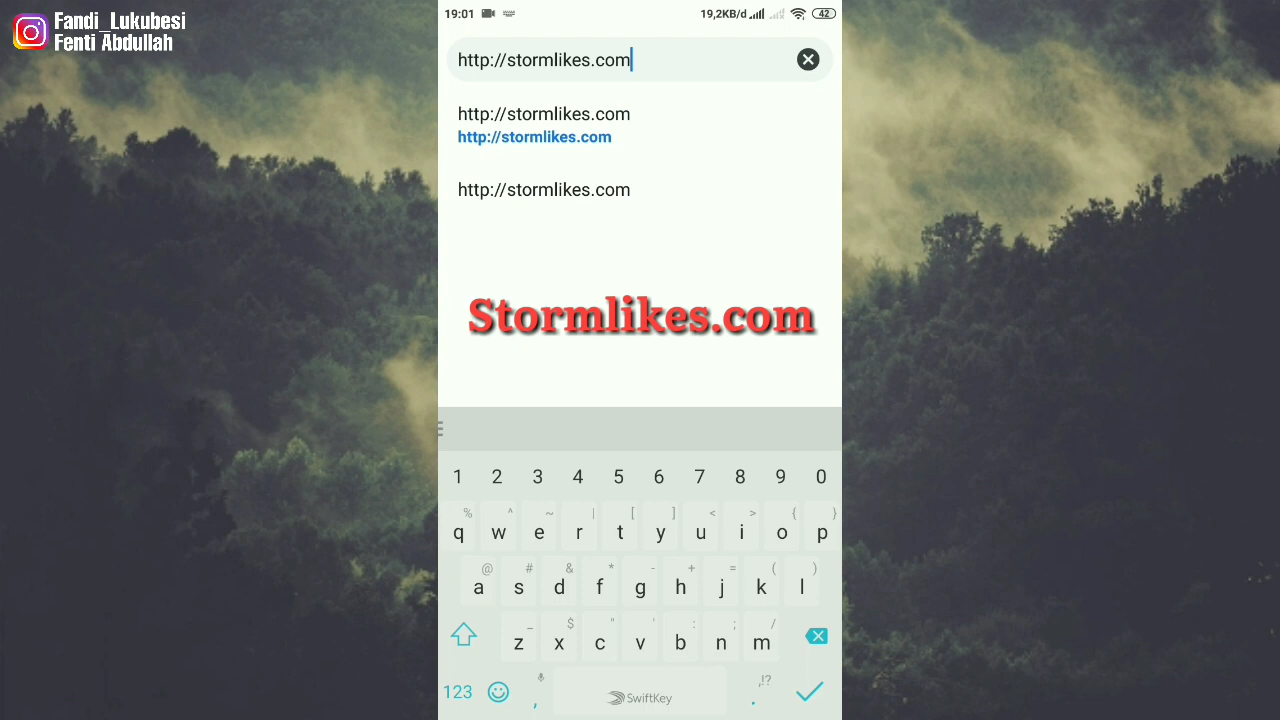 Fandi_Lukubesi
Fenti Abdullah
19:01 19,2KB/d 42
http://stormlikes.com
http://stormlikes.com
http://stormlikes.com
http://stormlikes.com
Stormlikes.com
1 2 3 4 5 6 7 8 9 0
% ^ ~ | [ ] < > { }
q w e r t y u i o p
@ # & * - + = ( )
a s d f g h j k l
_ $ " ' : ; /
z x c v b n m
123 , SwiftKey ,!? .